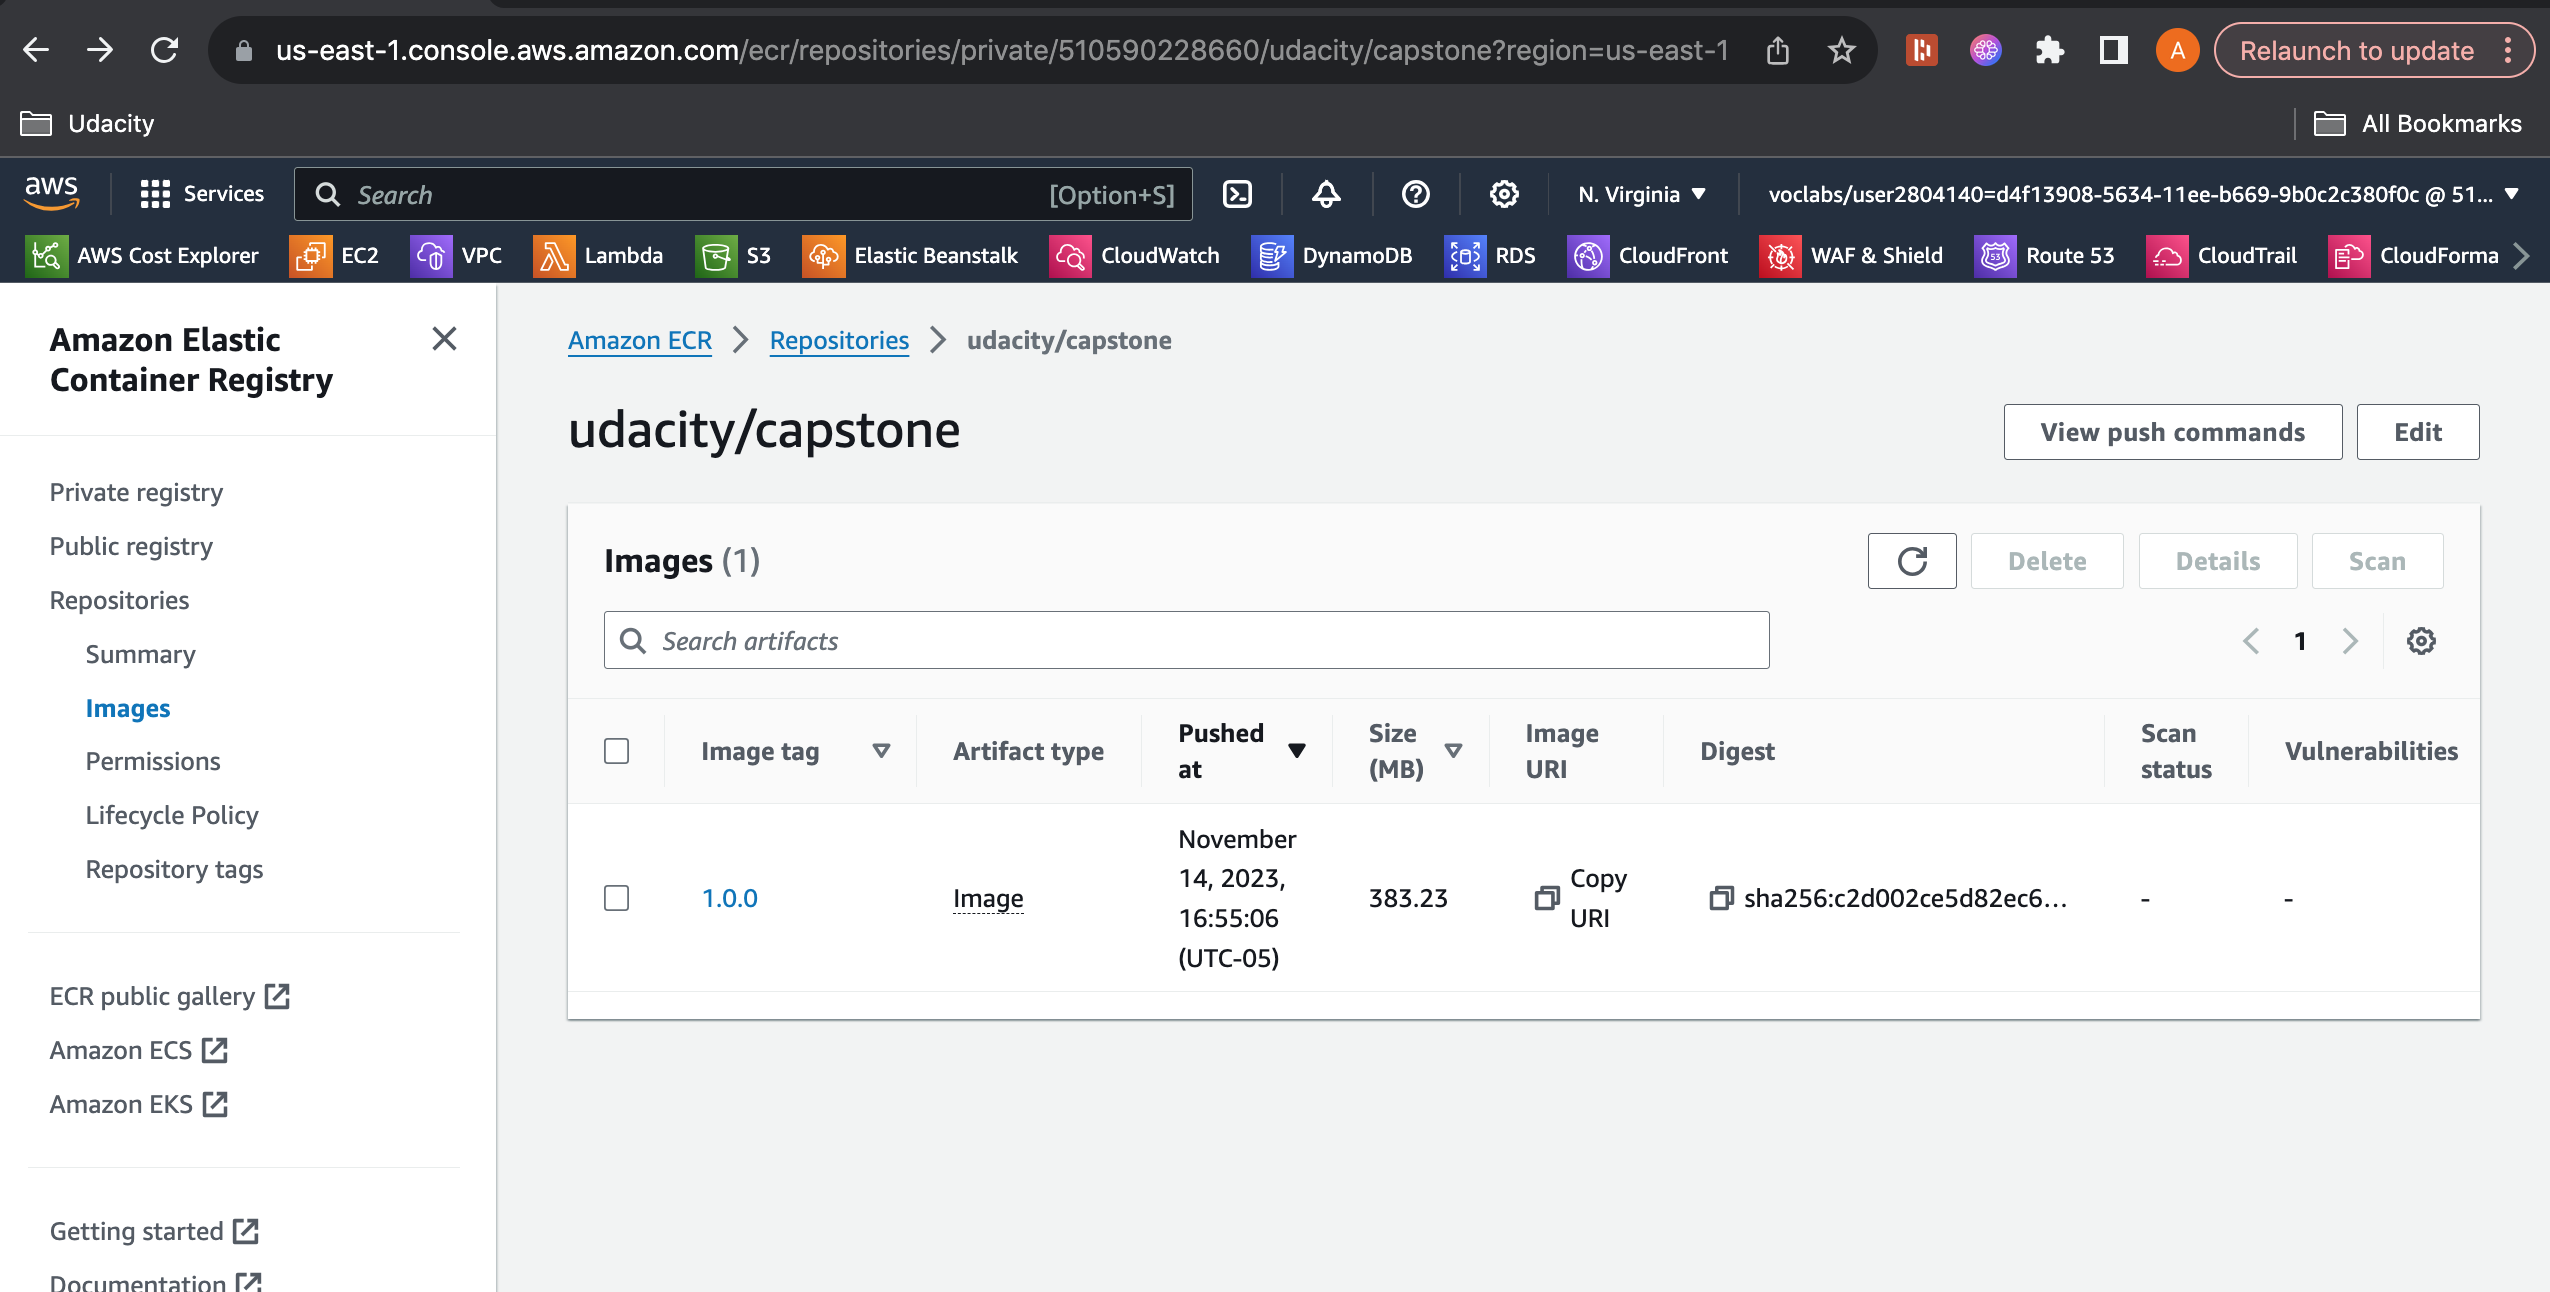 us-east-1.console.aws.amazon.com/ecr/repositories/private/510590228660/udacity/capstone?region=us-east-1
A
Relaunch to update
Udacity
All Bookmarks
aws
Services
Search
[Option+S]
N. Virginia
voclabs/user2804140=d4f13908-5634-11ee-b669-9b0c2c380f0c @ 51...
AWS Cost Explorer
EC2
VPC
Lambda
S3
Elastic Beanstalk
CloudWatch
DynamoDB
RDS
CloudFront
WAF & Shield
53
Route 53
CloudTrail
CloudForma
Amazon Elastic
Container Registry
Private registry
Public registry
Repositories
Summary
Images
Permissions
Lifecycle Policy
Repository tags
ECR public gallery
Amazon ECS
Amazon EKS
Getting started
Documentation
Amazon ECR
Repositories
udacity/capstone
udacity/capstone
View push commands
Edit
Images (1)
Delete
Details
Scan
Search artifacts
1
Image tag
Artifact type
Pushed
at
Size
(MB)
Image
URI
Digest
Scan
status
Vulnerabilities
1.0.0
Image
November
14, 2023,
16:55:06
(UTC-05)
383.23
Copy
URI
sha256:c2d002ce5d82ec6...
-
-